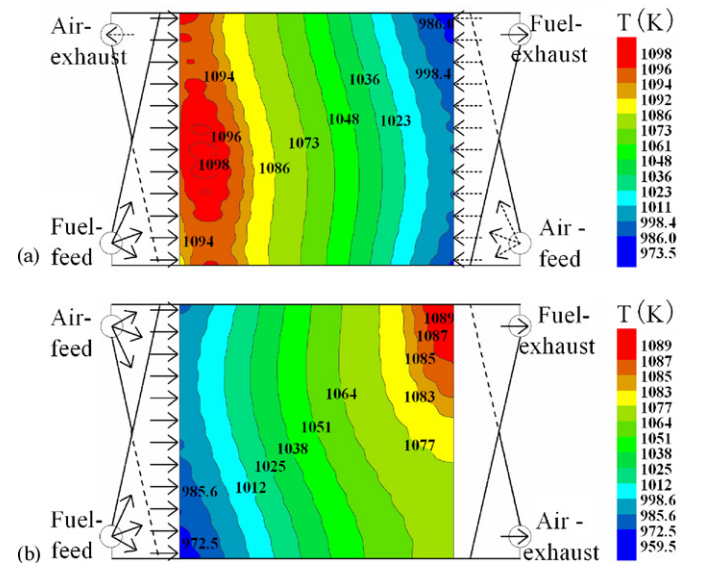 Air-
exhaust
Fuel-
exhaust
Fuel-
feed
Air -
feed
(a)
986.0
998.4
1094
1036
1048
1023
1096
1073
1098
1086
1094
T (K)
1098
1096
1094
1092
1086
1073
1061
1048
1036
1023
1011
998.4
986.0
973.5
Air-
feed
Fuel-
exhaust
Fuel-
feed
Air -
exhaust
(b)
1089
1087
1085
1064
1083
1051
1077
1038
1025
1012
985.6
972.5
T (K)
1089
1087
1085
1083
1077
1064
1051
1038
1025
1012
998.6
985.6
972.5
959.5